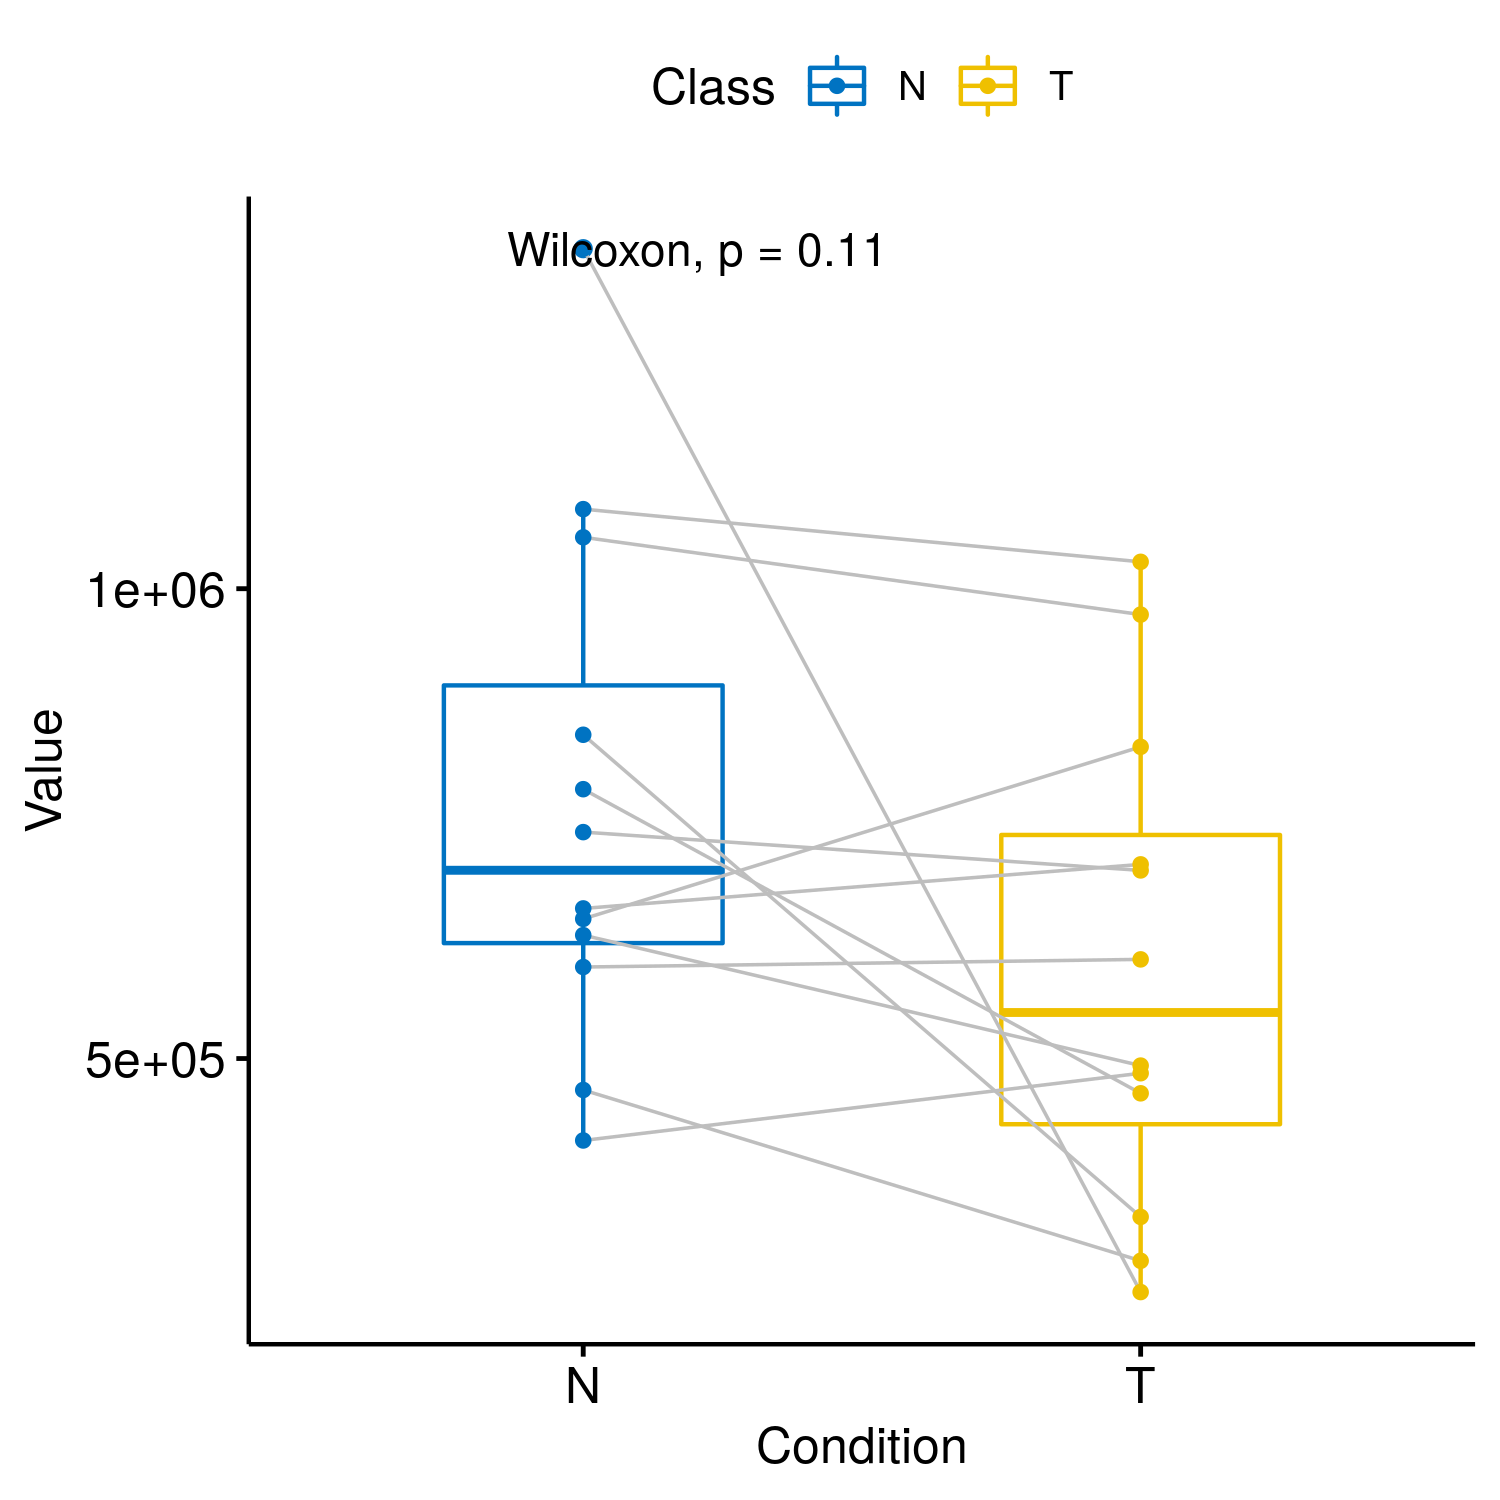 Class N T
Wilcoxon, p = 0.11
1e+06
5e+05
Value
N T
Condition